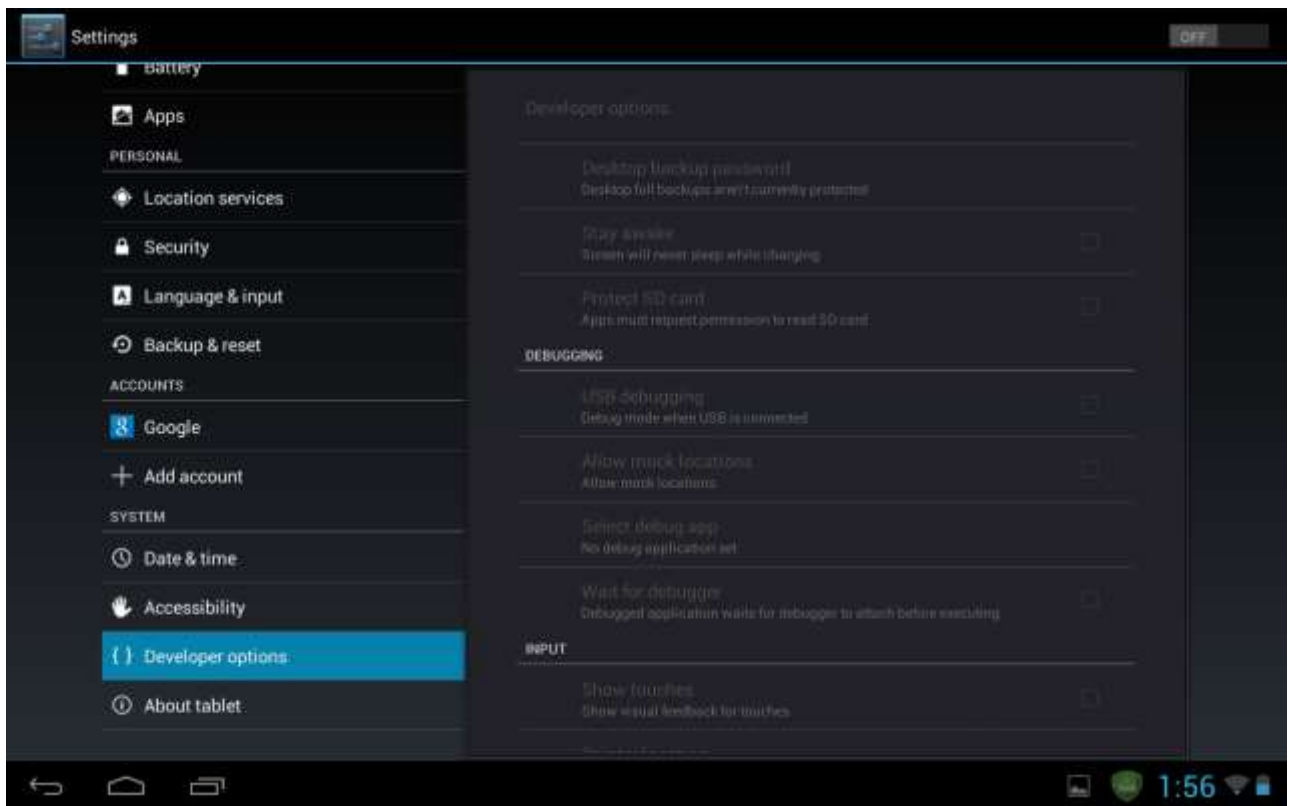 Settings
OFF
Battery
Apps
PERSONAL
Location services
Security
Language & input
Backup & reset
ACCOUNTS
Google
Add account
SYSTEM
Date & time
Accessibility
{ } Developer options
About tablet
Developer options
Desktop backup password
Desktop full backups aren't currently protected
Stay awake
Screen will never sleep while charging
Protect SD card
Apps must request permission to read SD card
DEBUGGING
USB debugging
Debug mode when USB is connected
Allow mock locations
Allow mock locations
Select debug app
No debug application set
Wait for debugger
Debugged application waits for debugger to attach before executing
INPUT
Show touches
Show visual feedback for touches
1:56